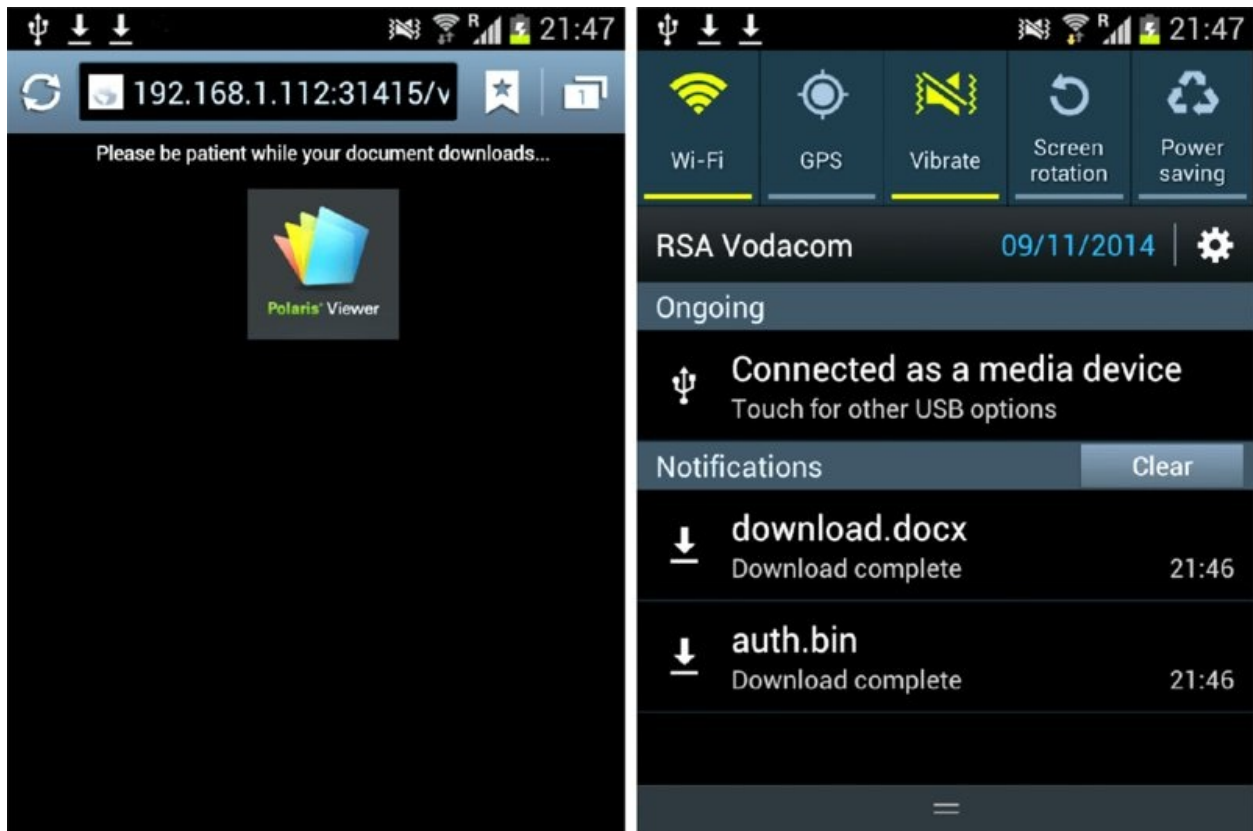 21:47
192.168.1.112:31415/v
1
Please be patient while your document downloads...
Polaris® Viewer
R
21:47
Wi-Fi
GPS
Vibrate
Screen
rotation
Power
saving
RSA Vodacom
09/11/2014
Ongoing
Connected as a media device
Touch for other USB options
Notifications
Clear
download.docx
Download complete
21:46
auth.bin
Download complete
21:46